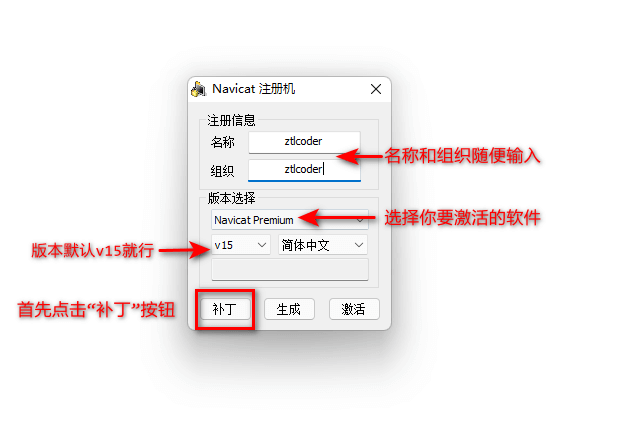 Navicat 注册机
注册信息
名称 ztlcoder
组织 ztlcoder
名称和组织随便输入
版本选择
Navicat Premium
选择你要激活的软件
版本默认v15就行
v15 简体中文
首先点击“补丁”按钮
补丁 生成 激活